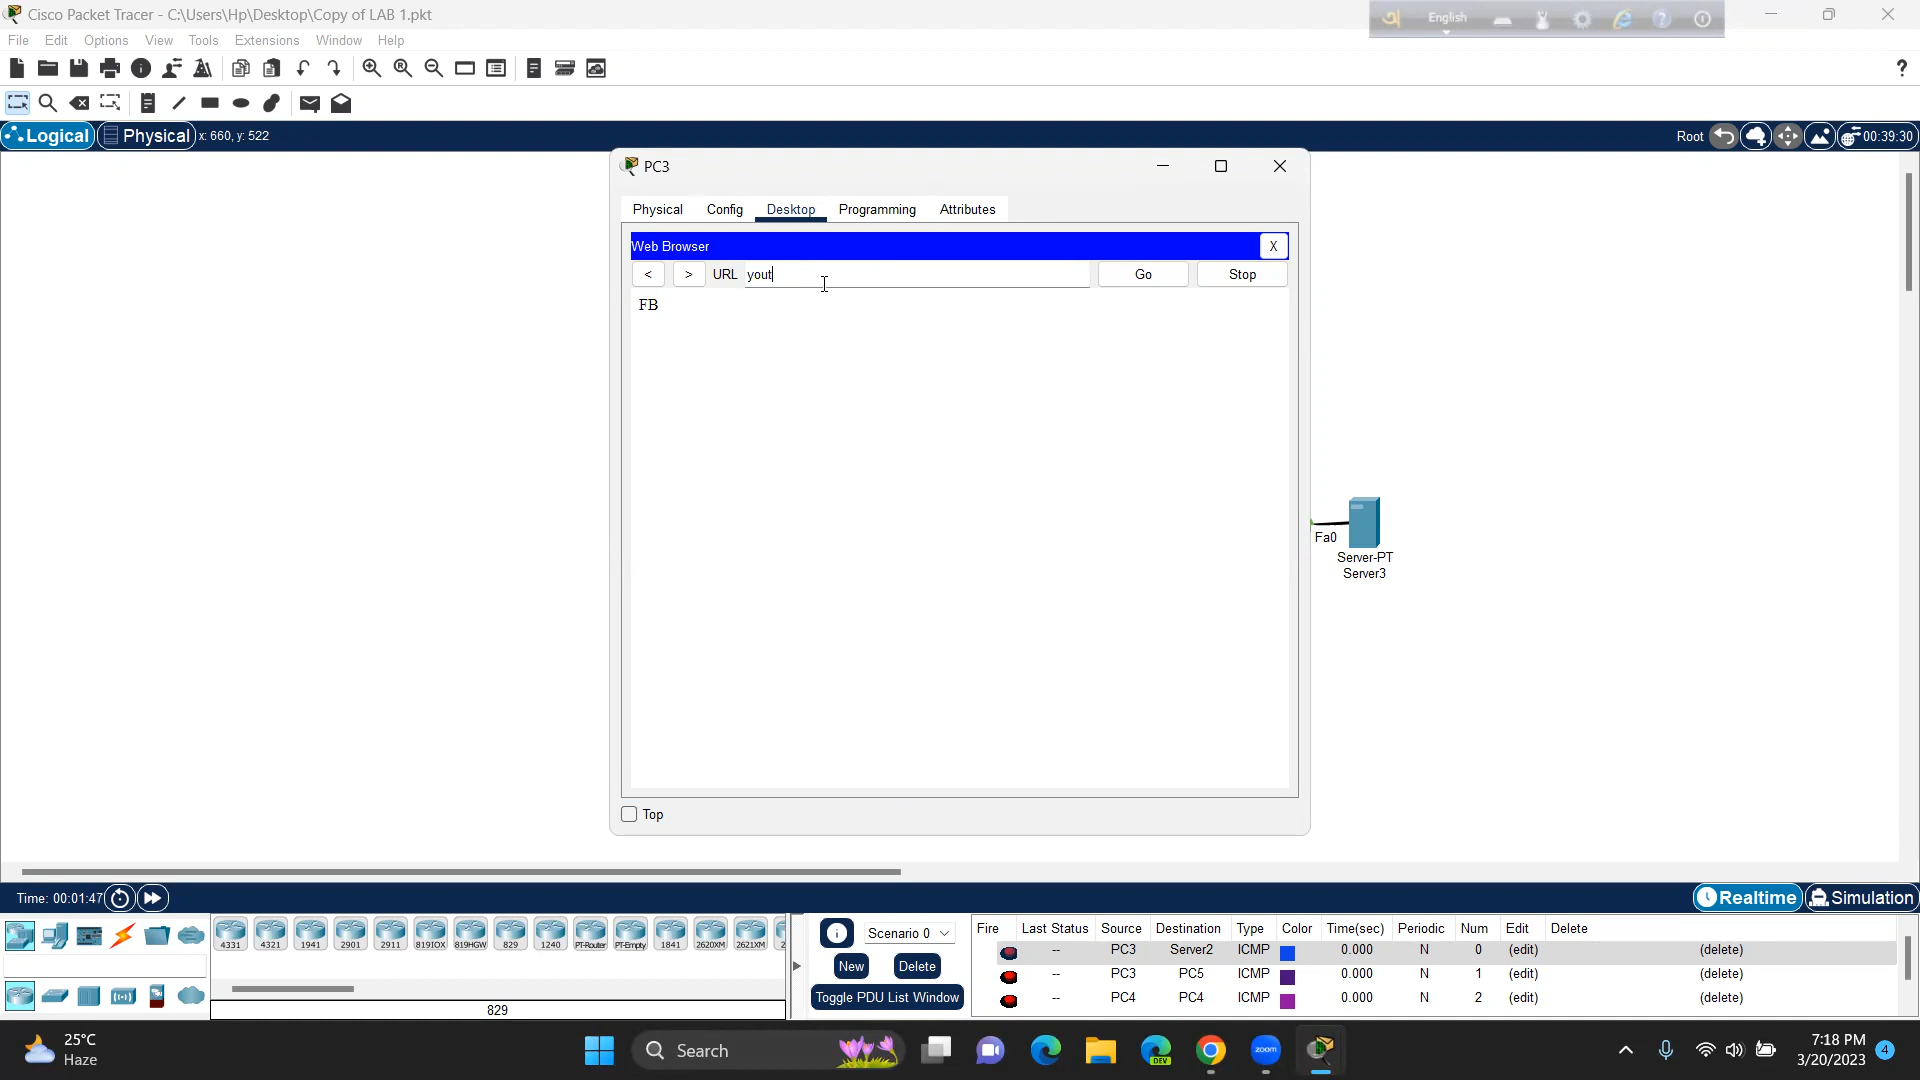 Cisco Packet Tracer - C:\Users\Hp\Desktop\Copy of LAB 1.pkt
English
File Edit Options View Tools Extensions Window Help
Logical Physical x: 660, y: 522 Root 00:39:30
PC3
Physical Config Desktop Programming Attributes
Web Browser X
< > URL yout Go Stop
FB
Fa0
Server-PT
Server3
Top
Time: 00:01:47 Realtime Simulation
4331 4321 1941 2901 2911 819IOX 819HGW 829 1240 PT-Router PT-Empty 1841 2620XM 2621XM 2
829
Scenario 0
New Delete
Toggle PDU List Window
Fire Last Status Source Destination Type Color Time(sec) Periodic Num Edit Delete
-- PC3 Server2 ICMP 0.000 N 0 (edit) (delete)
-- PC3 PC5 ICMP 0.000 N 1 (edit) (delete)
-- PC4 PC4 ICMP 0.000 N 2 (edit) (delete)
25°C
Haze
Search
DEV
zoom
7:18 PM
3/20/2023
4